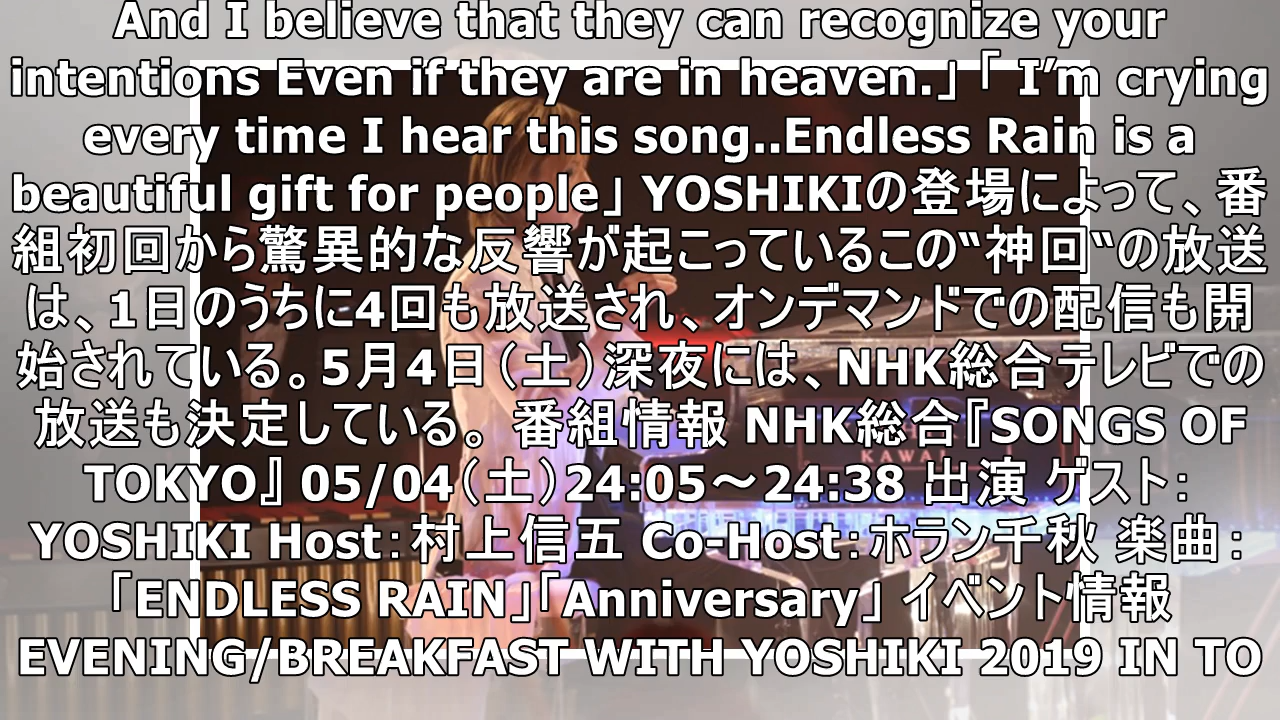 And I believe that they can recognize your
intentions Even if they are in heaven.」「 I’m crying
every time I hear this song..Endless Rain is a
beautiful gift for people」 YOSHIKIの登場によって、番
組初回から驚異的な反響が起こっているこの“神回“の放送
は、1日のうちに4回も放送され、オンデマンドでの配信も開
始されている。5月4日（土）深夜には、NHK総合テレビでの
放送も決定している。 番組情報 NHK総合『SONGS OF
TOKYO』 05/04（土）24:05～24:38 出演 ゲスト：
YOSHIKI Host：村上信五 Co-Host：ホラン千秋 楽曲：
「ENDLESS RAIN」「Anniversary」 イベント情報
EVENING/BREAKFAST WITH YOSHIKI 2019 IN TO
KAWAI